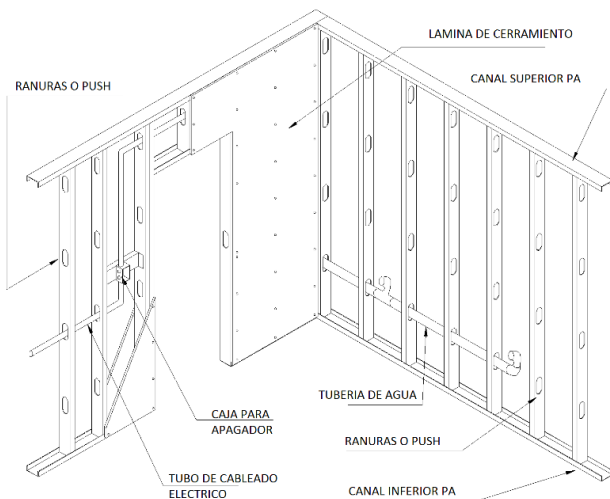 LAMINA DE CERRAMIENTO
RANURAS O PUSH
CANAL SUPERIOR PA
TUBERIA DE AGUA
CAJA PARA
APAGADOR
RANURAS O PUSH
TUBO DE CABLEADO
ELECTRICO
CANAL INFERIOR PA